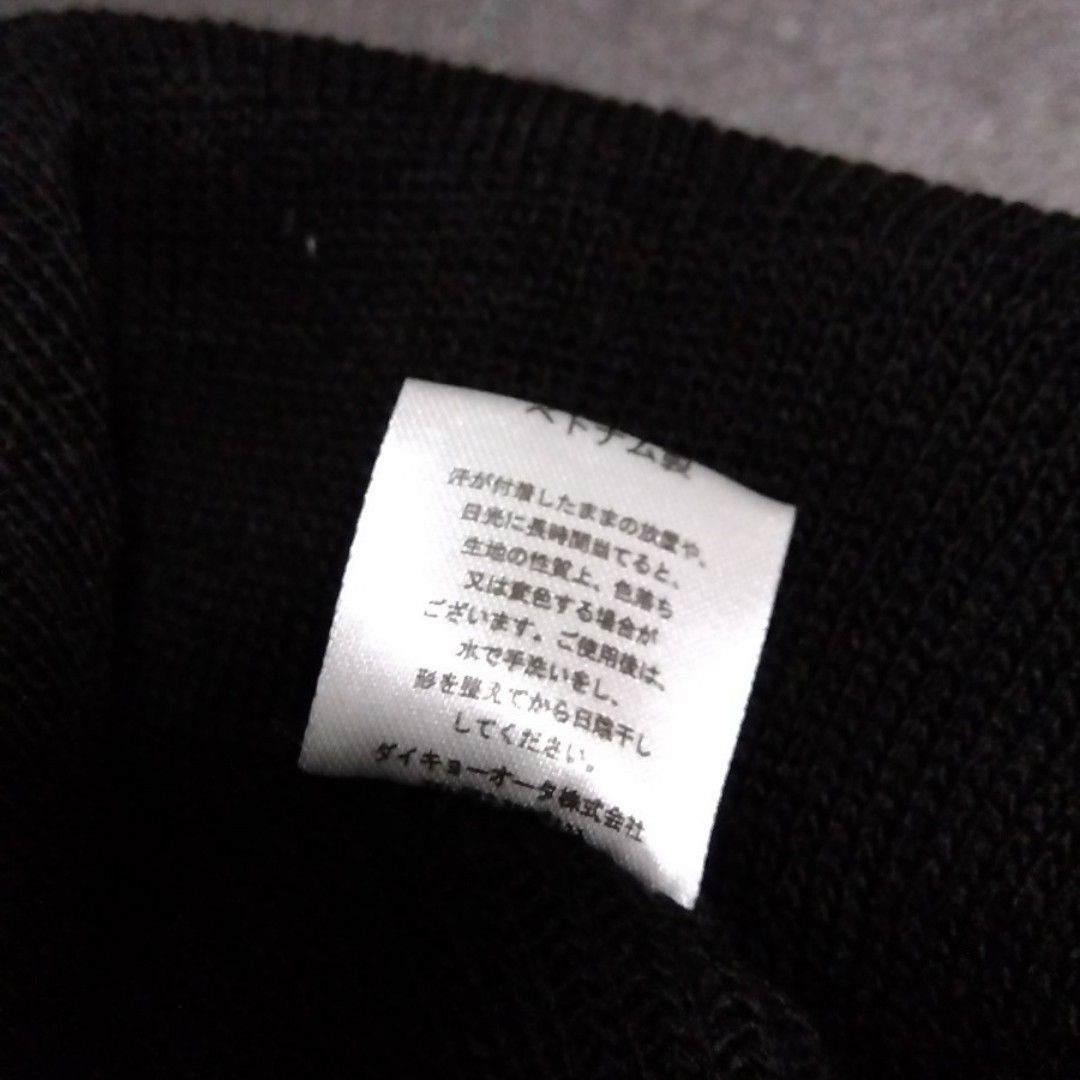 ベトナム製
汗が付着したままの放置や、
日光に長時間当てると、
生地の性質上、色落ち
又は変色する場合が
ございます。ご使用後は、
水で手洗いをし、
形を整えてから日陰干し
してください。
ダイキョーオータ株式会社